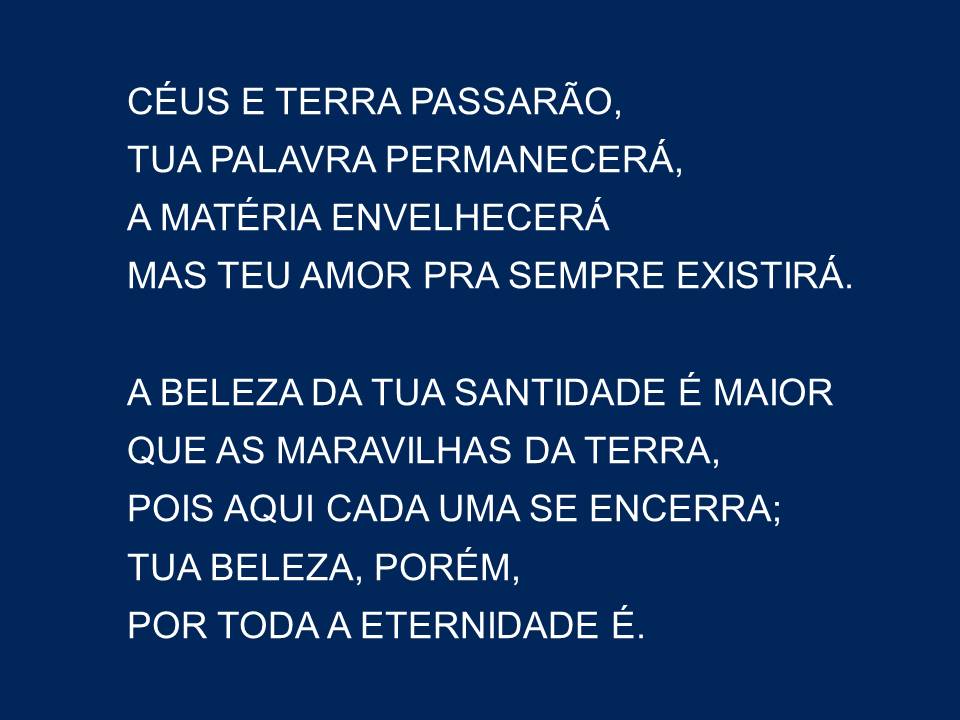 CÉUS E TERRA PASSARÃO,
TUA PALAVRA PERMANECERÁ,
A MATÉRIA ENVELHECERÁ
MAS TEU AMOR PRA SEMPRE EXISTIRÁ.
A BELEZA DA TUA SANTIDADE É MAIOR
QUE AS MARAVILHAS DA TERRA,
POIS AQUI CADA UMA SE ENCERRA;
TUA BELEZA, PORÉM,
POR TODA A ETERNIDADE É.